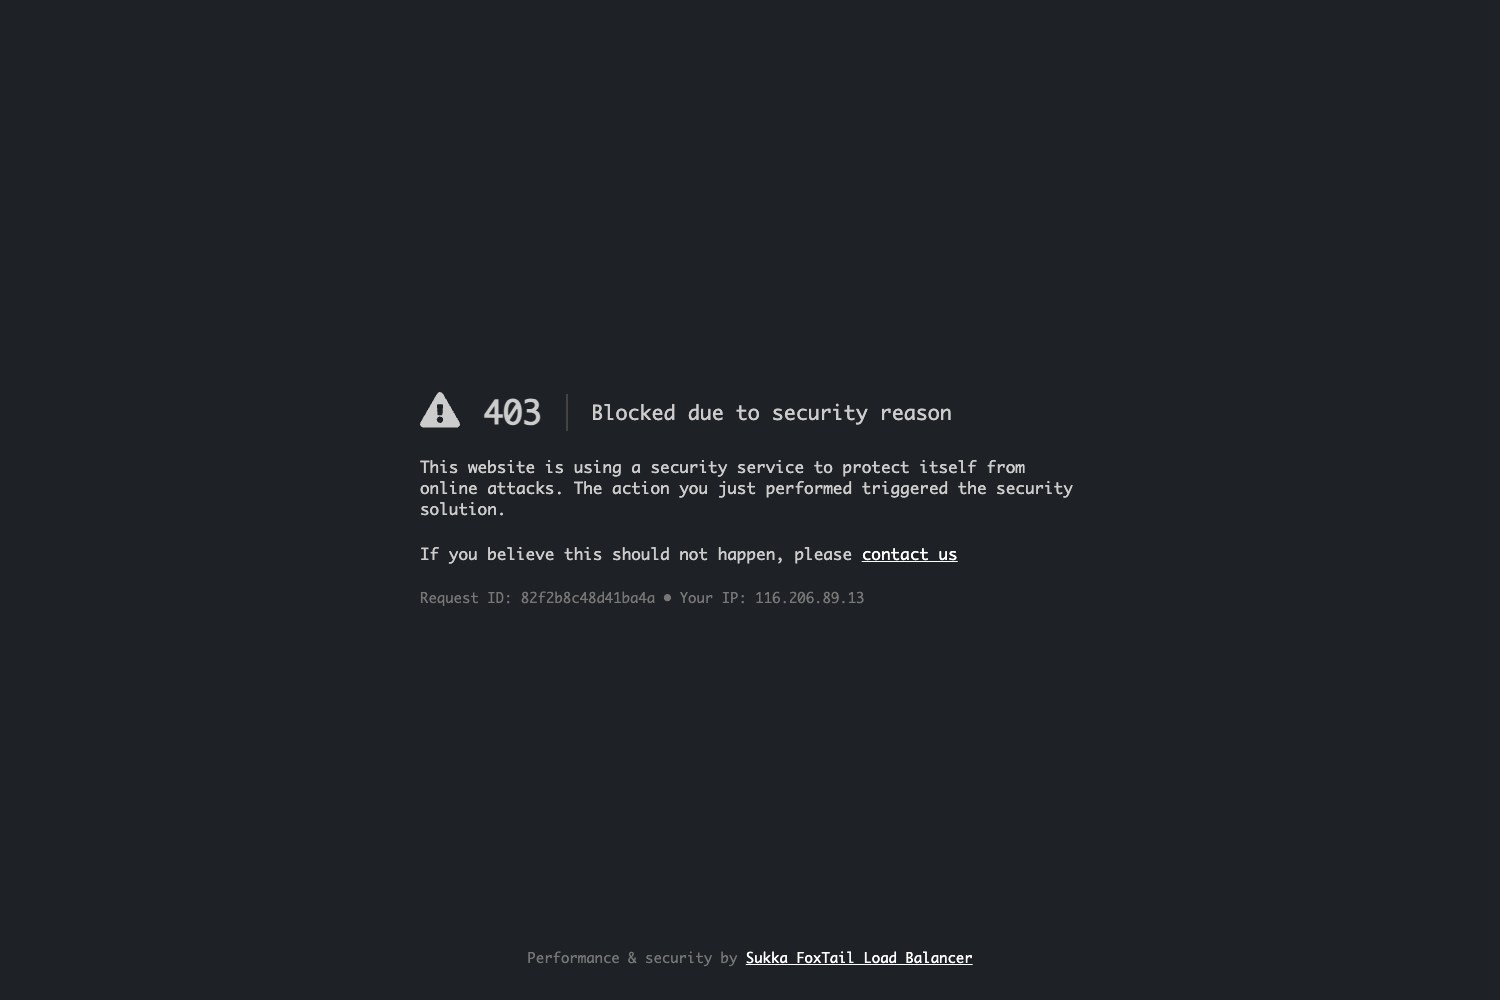 403
Blocked due to security reason
This website is using a security service to protect itself from
online attacks. The action you just performed triggered the security
solution.
If you believe this should not happen, please contact us
Request ID: 82f2b8c48d41ba4a • Your IP: 116.206.89.13
Performance & security by Sukka FoxTail Load Balancer